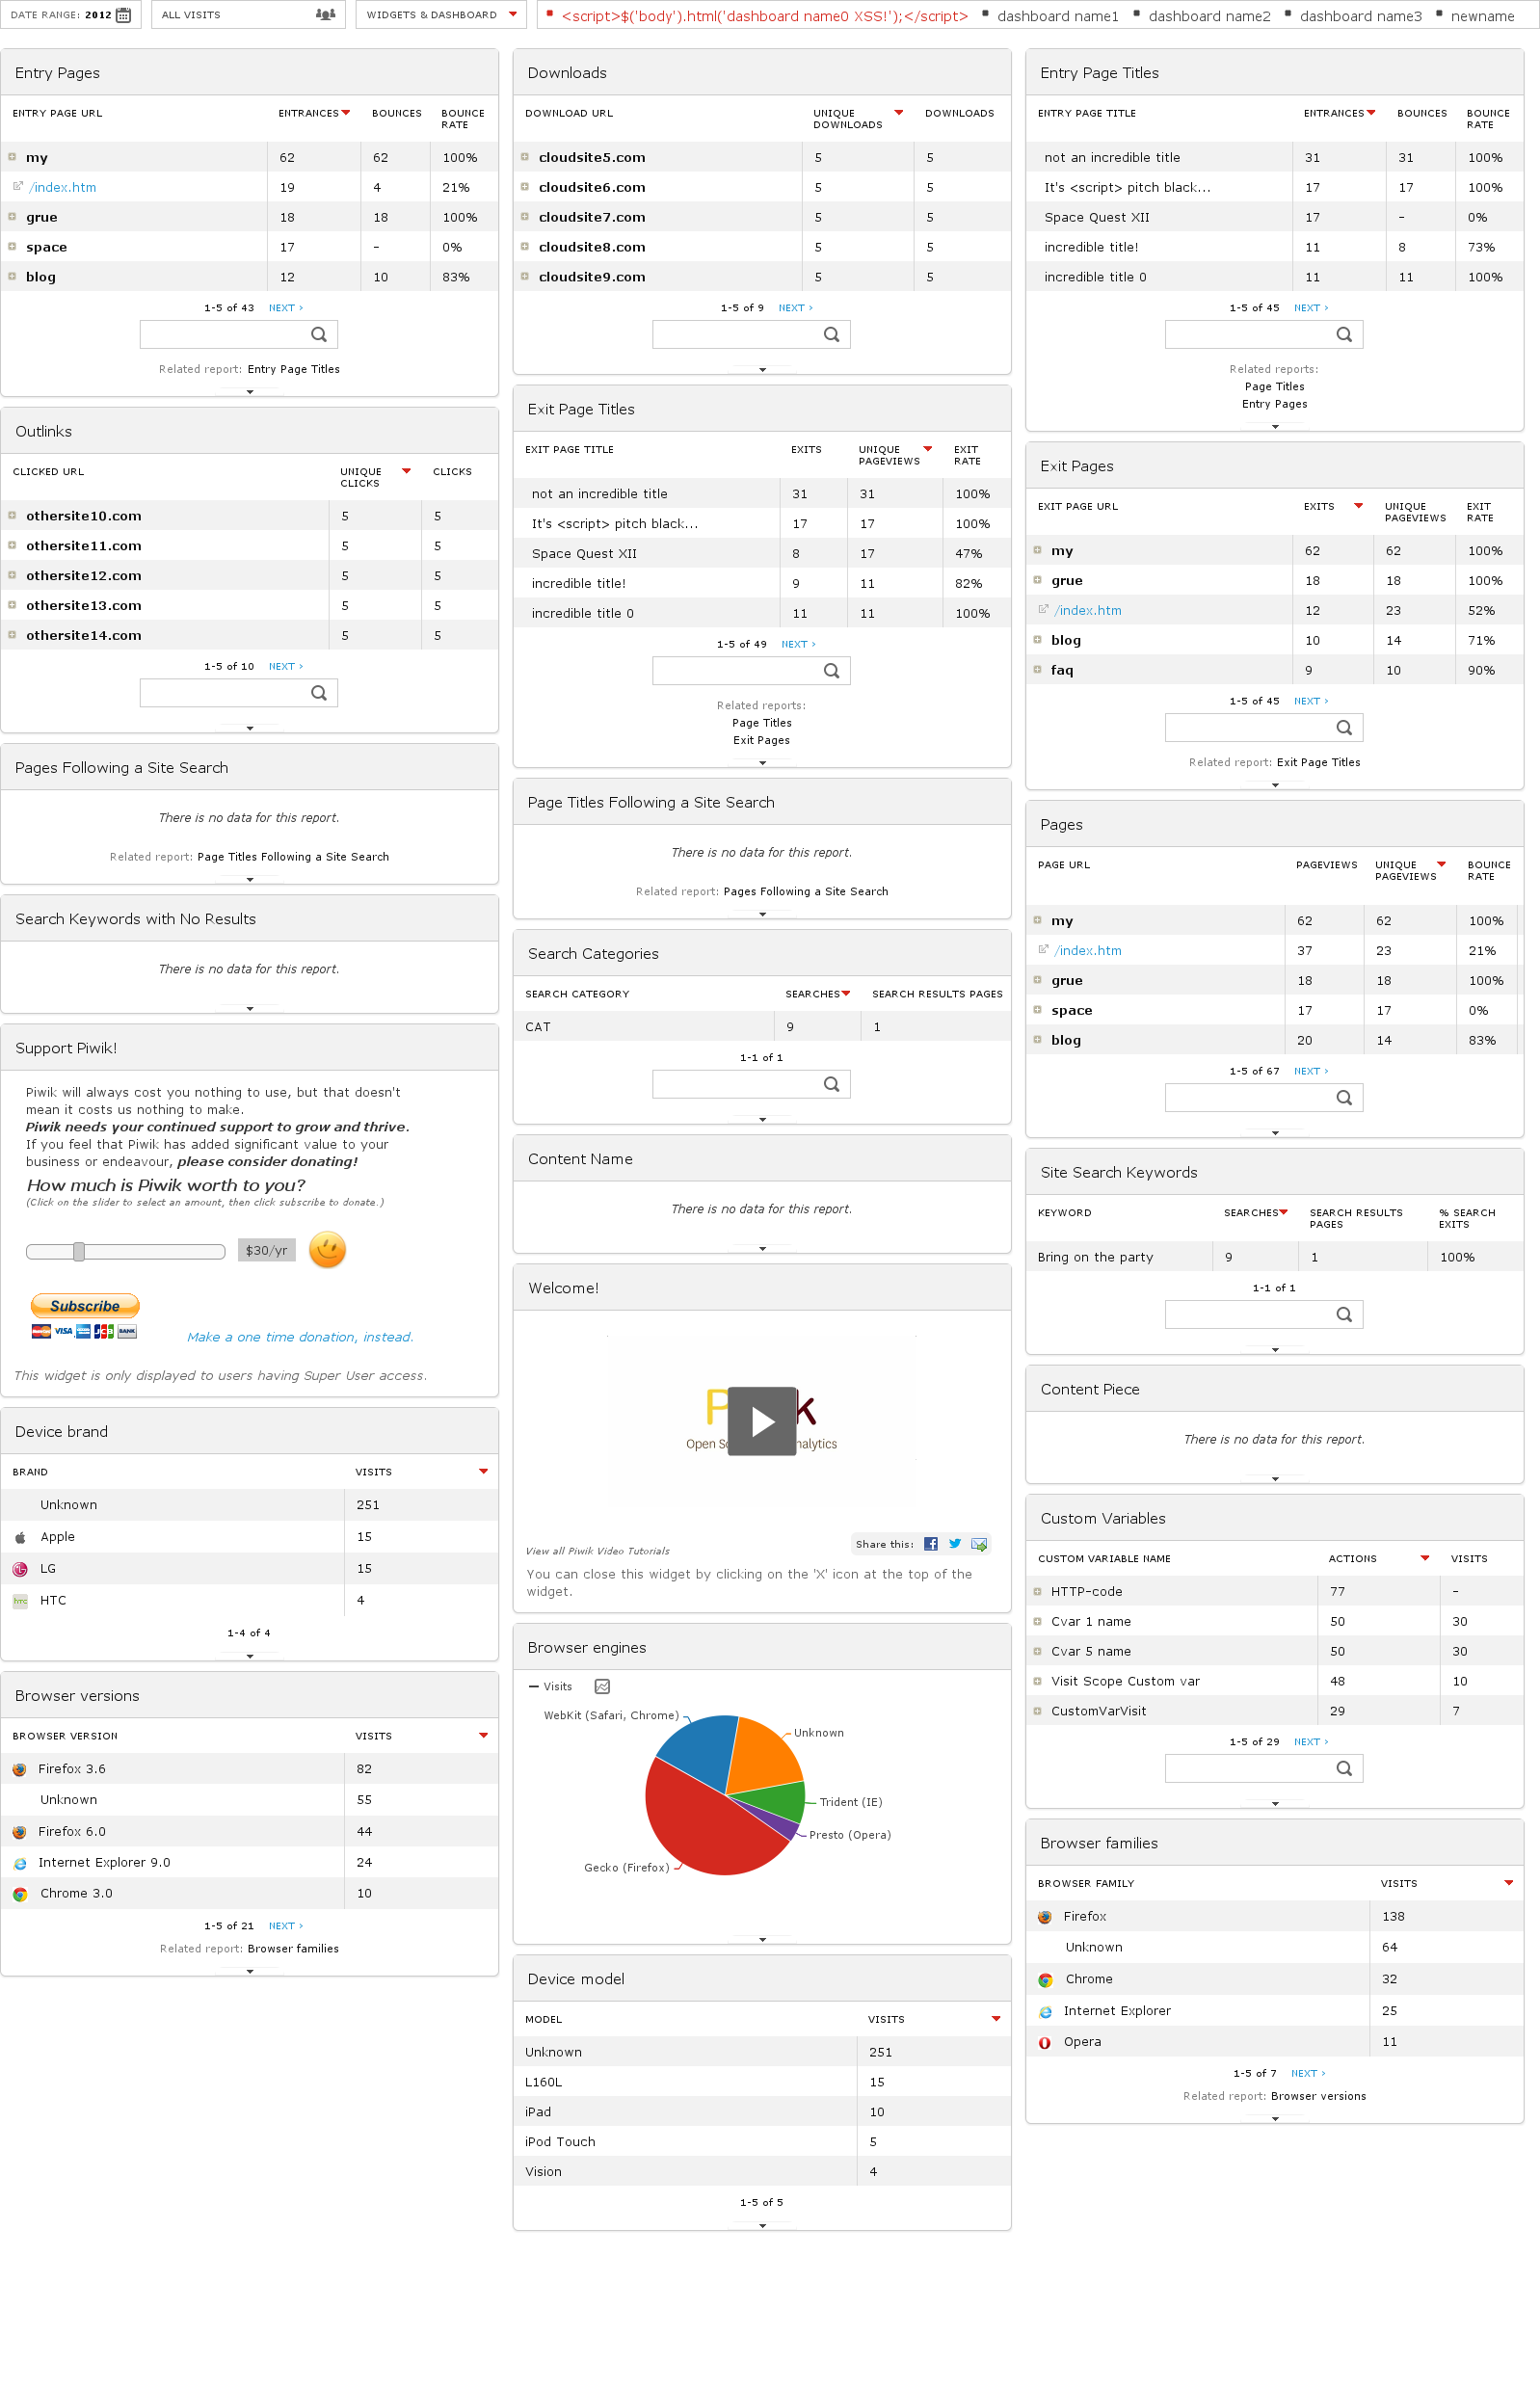 DATE RANGE: 2012
ALL VISITS
WIDGETS & DASHBOARD
<script>$('body').html('dashboard name0 XSS!');</script> dashboard name1 dashboard name2 dashboard name3 newname
Entry Pages
ENTRY PAGE URL ENTRANCES BOUNCES BOUNCE RATE
my 62 62 100%
/index.htm 19 4 21%
grue 18 18 100%
space 17 - 0%
blog 12 10 83%
1-5 of 43 NEXT ›
Related report: Entry Page Titles
Outlinks
CLICKED URL UNIQUE CLICKS CLICKS
othersite10.com 5 5
othersite11.com 5 5
othersite12.com 5 5
othersite13.com 5 5
othersite14.com 5 5
1-5 of 10 NEXT ›
Pages Following a Site Search
There is no data for this report.
Related report: Page Titles Following a Site Search
Search Keywords with No Results
There is no data for this report.
Support Piwik!
Piwik will always cost you nothing to use, but that doesn't
mean it costs us nothing to make.
Piwik needs your continued support to grow and thrive.
If you feel that Piwik has added significant value to your
business or endeavour, please consider donating!
How much is Piwik worth to you?
(Click on the slider to select an amount, then click subscribe to donate.)
$30/yr
Subscribe
VISA JCB BANK
Make a one time donation, instead.
This widget is only displayed to users having Super User access.
Device brand
BRAND VISITS
Unknown 251
Apple 15
LG 15
HTC 4
1-4 of 4
Browser versions
BROWSER VERSION VISITS
Firefox 3.6 82
Unknown 55
Firefox 6.0 44
Internet Explorer 9.0 24
Chrome 3.0 10
1-5 of 21 NEXT ›
Related report: Browser families
Downloads
DOWNLOAD URL UNIQUE DOWNLOADS DOWNLOADS
cloudsite5.com 5 5
cloudsite6.com 5 5
cloudsite7.com 5 5
cloudsite8.com 5 5
cloudsite9.com 5 5
1-5 of 9 NEXT ›
Exit Page Titles
EXIT PAGE TITLE EXITS UNIQUE PAGEVIEWS EXIT RATE
not an incredible title 31 31 100%
It's <script> pitch black... 17 17 100%
Space Quest XII 8 17 47%
incredible title! 9 11 82%
incredible title 0 11 11 100%
1-5 of 49 NEXT ›
Related reports:
Page Titles
Exit Pages
Page Titles Following a Site Search
There is no data for this report.
Related report: Pages Following a Site Search
Search Categories
SEARCH CATEGORY SEARCHES SEARCH RESULTS PAGES
CAT 9 1
1-1 of 1
Content Name
There is no data for this report.
Welcome!
P k
Open So nalytics
View all Piwik Video Tutorials
Share this:
You can close this widget by clicking on the 'X' icon at the top of the
widget.
Browser engines
Visits
WebKit (Safari, Chrome)
Unknown
Trident (IE)
Presto (Opera)
Gecko (Firefox)
Device model
MODEL VISITS
Unknown 251
L160L 15
iPad 10
iPod Touch 5
Vision 4
1-5 of 5
Entry Page Titles
ENTRY PAGE TITLE ENTRANCES BOUNCES BOUNCE RATE
not an incredible title 31 31 100%
It's <script> pitch black... 17 17 100%
Space Quest XII 17 - 0%
incredible title! 11 8 73%
incredible title 0 11 11 100%
1-5 of 45 NEXT ›
Related reports:
Page Titles
Entry Pages
Exit Pages
EXIT PAGE URL EXITS UNIQUE PAGEVIEWS EXIT RATE
my 62 62 100%
grue 18 18 100%
/index.htm 12 23 52%
blog 10 14 71%
faq 9 10 90%
1-5 of 45 NEXT ›
Related report: Exit Page Titles
Pages
PAGE URL PAGEVIEWS UNIQUE PAGEVIEWS BOUNCE RATE
my 62 62 100%
/index.htm 37 23 21%
grue 18 18 100%
space 17 17 0%
blog 20 14 83%
1-5 of 67 NEXT ›
Site Search Keywords
KEYWORD SEARCHES SEARCH RESULTS PAGES % SEARCH EXITS
Bring on the party 9 1 100%
1-1 of 1
Content Piece
There is no data for this report.
Custom Variables
CUSTOM VARIABLE NAME ACTIONS VISITS
HTTP-code 77 -
Cvar 1 name 50 30
Cvar 5 name 50 30
Visit Scope Custom var 48 10
CustomVarVisit 29 7
1-5 of 29 NEXT ›
Browser families
BROWSER FAMILY VISITS
Firefox 138
Unknown 64
Chrome 32
Internet Explorer 25
Opera 11
1-5 of 7 NEXT ›
Related report: Browser versions